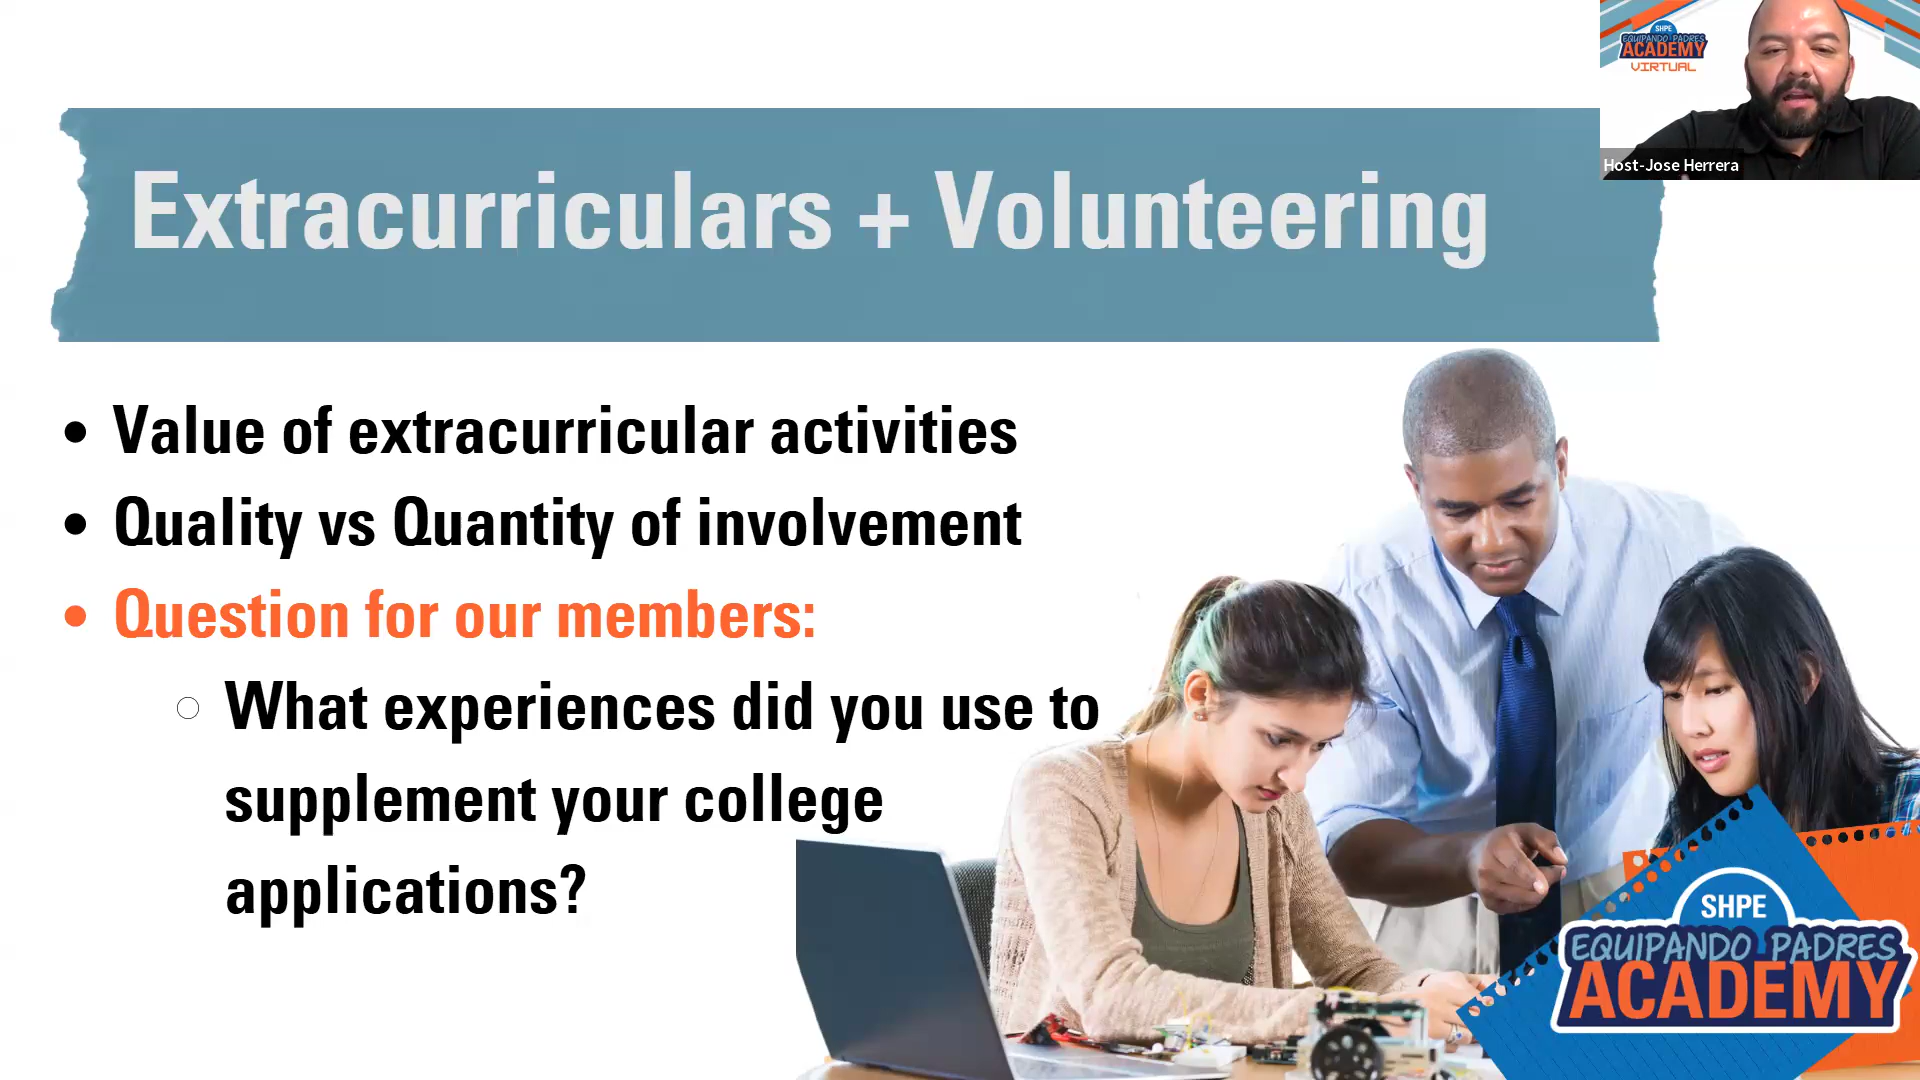 SHPE
EQUIPANDO PADRES
ACADEMY
VIRTUAL
Host-Jose Herrera
Extracurriculars + Volunteering
• Value of extracurricular activities
• Quality vs Quantity of involvement
• Question for our members:
○ What experiences did you use to
supplement your college
applications?
SHPE
EQUIPANDO PADRES
ACADEMY